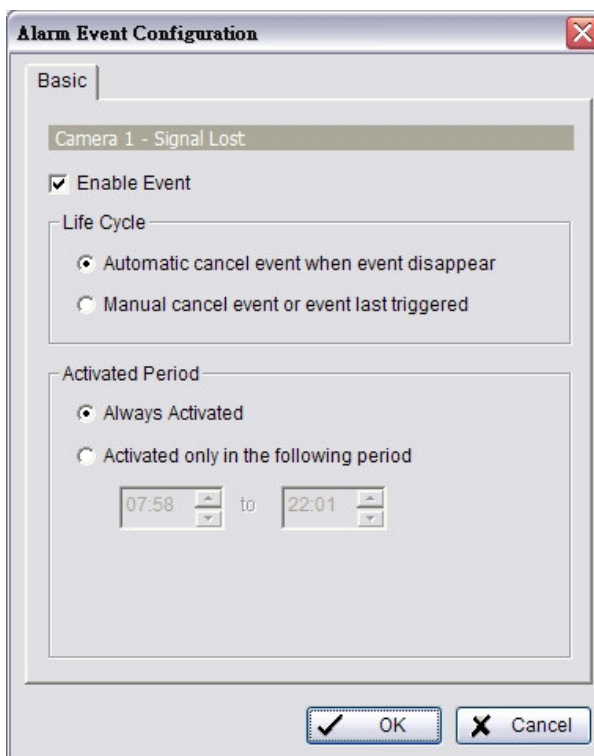 Alarm Event Configuration
Basic
Camera 1 - Signal Lost
Enable Event
Life Cycle
Automatic cancel event when event disappear
Manual cancel event or event last triggered
Activated Period
Always Activated
Activated only in the following period
07:58 to 22:01
OK Cancel